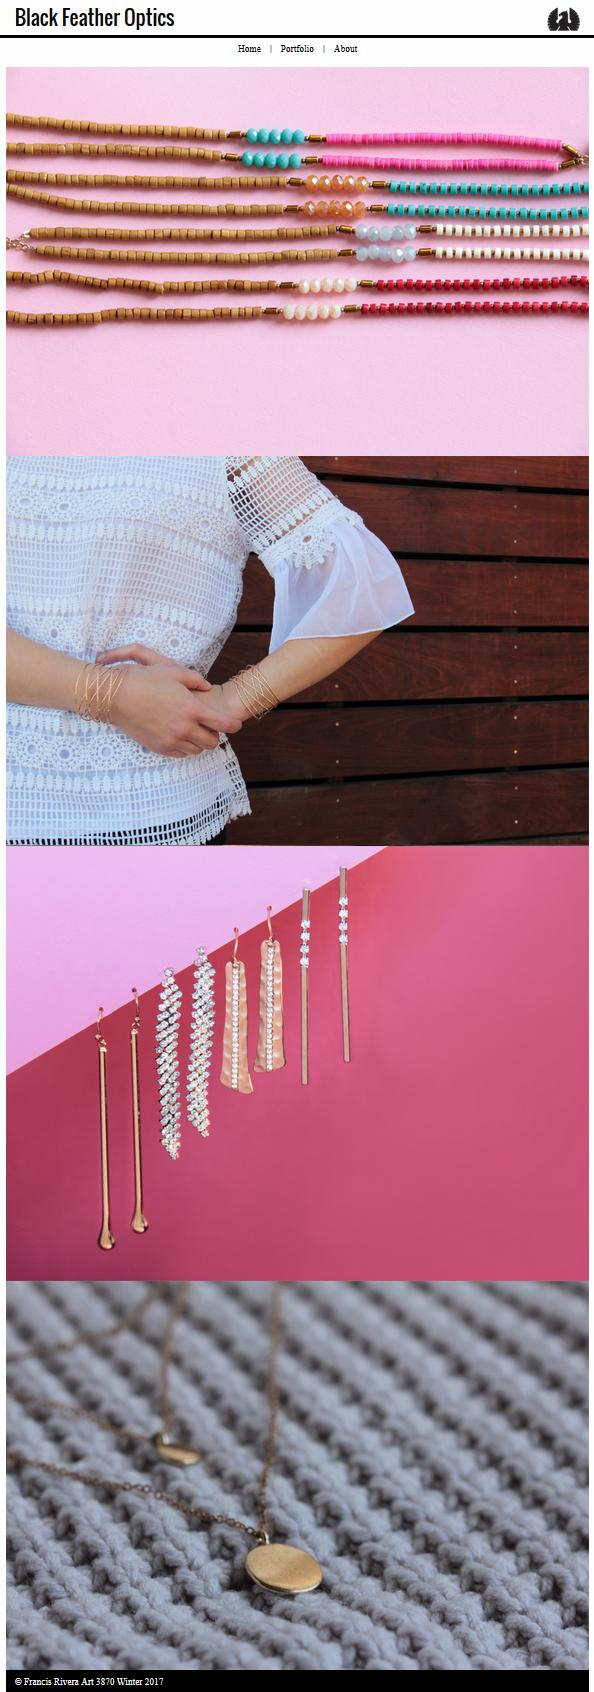 Black Feather Optics
Home | Portfolio | About
© Francis Rivera Art 3870 Winter 2017